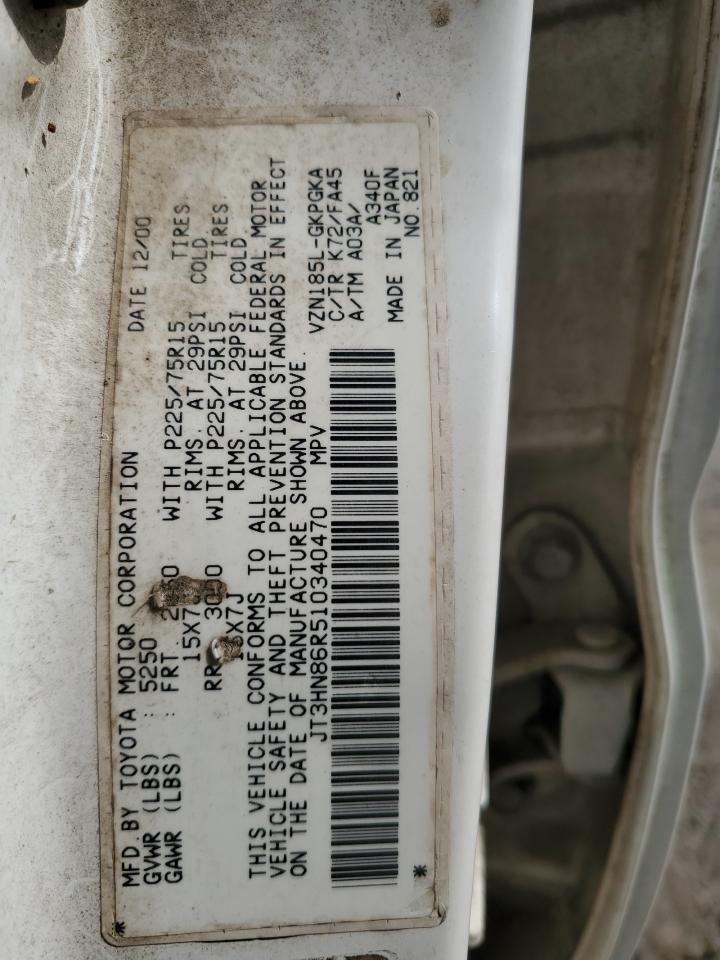 MFD. BY TOYOTA MOTOR CORPORATION DATE 12/00
GVWR (LBS) : 5250
GAWR (LBS) : FRT. WITH P225/75R15 TIRES,
RIMS. AT 29PSI COLD
RR. WITH P225/75R15 TIRES,
RIMS. AT 29PSI COLD.
THIS VEHICLE CONFORMS TO ALL APPLICABLE FEDERAL MOTOR
VEHICLE SAFETY AND THEFT PREVENTION STANDARDS IN EFFECT
ON THE DATE OF MANUFACTURE SHOWN ABOVE.
JT3HN86R510340470 MPV
VZN185L-GKPGKA
C/TR K72/FA45
A/TM A03A/
A340F
MADE IN JAPAN
NO. 821